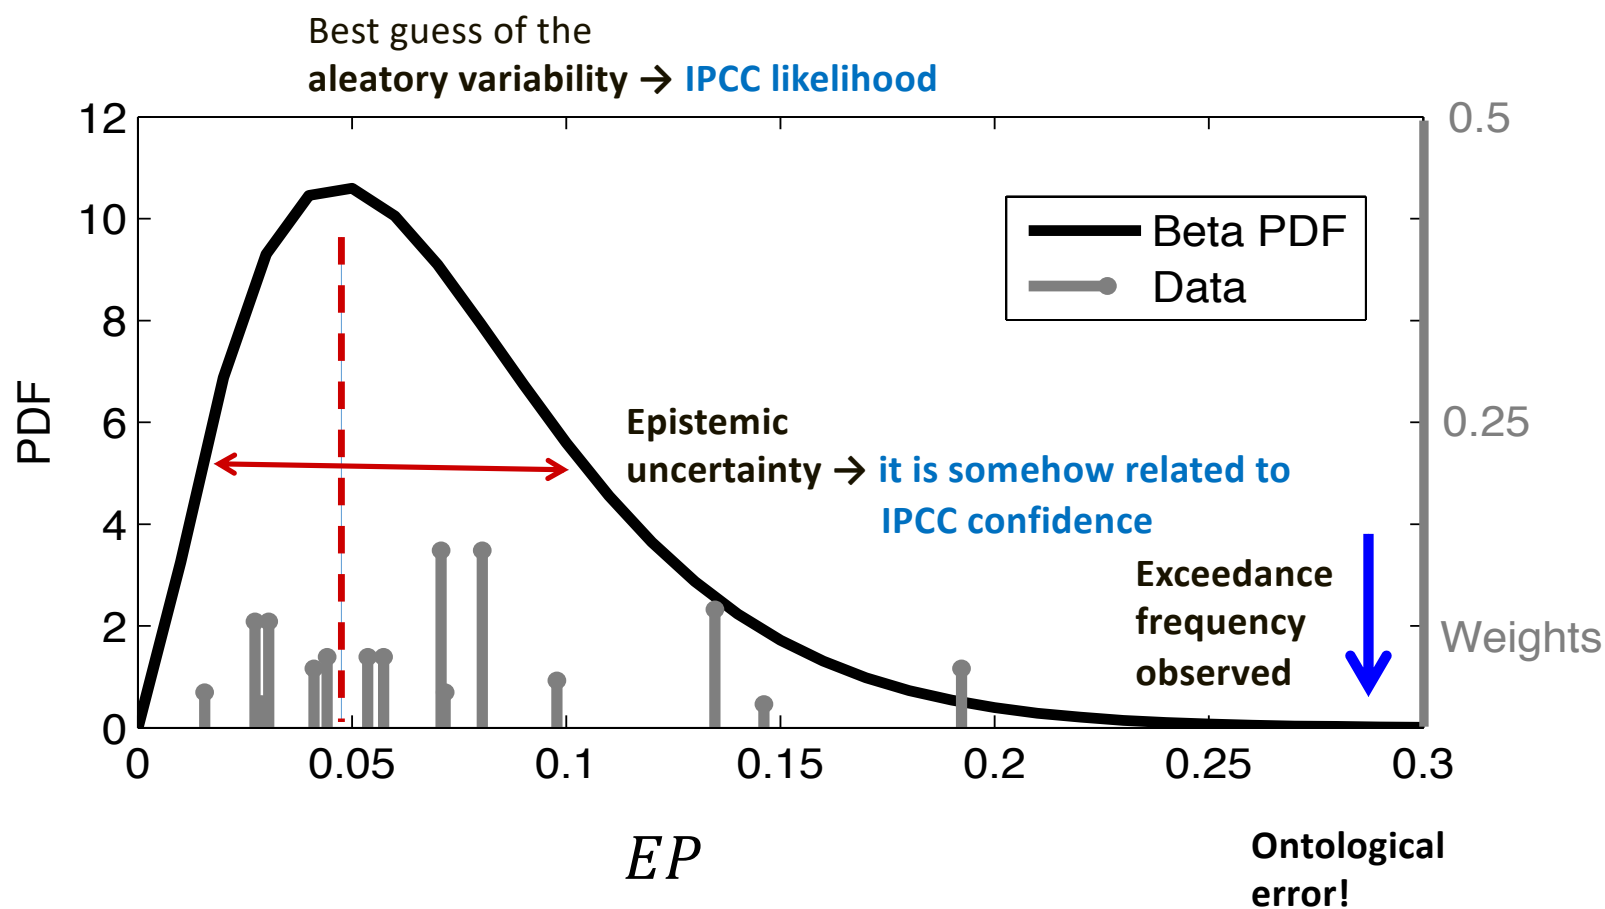 Best guess of the
aleatory variability → IPCC likelihood
12
10
8
6
4
2
0
PDF
0.5
0.25
Weights
Beta PDF
Data
Epistemic
uncertainty → it is somehow related to
IPCC confidence
Exceedance
frequency
observed
0
0.05
0.1
0.15
0.2
0.25
0.3
EP
Ontological
error!